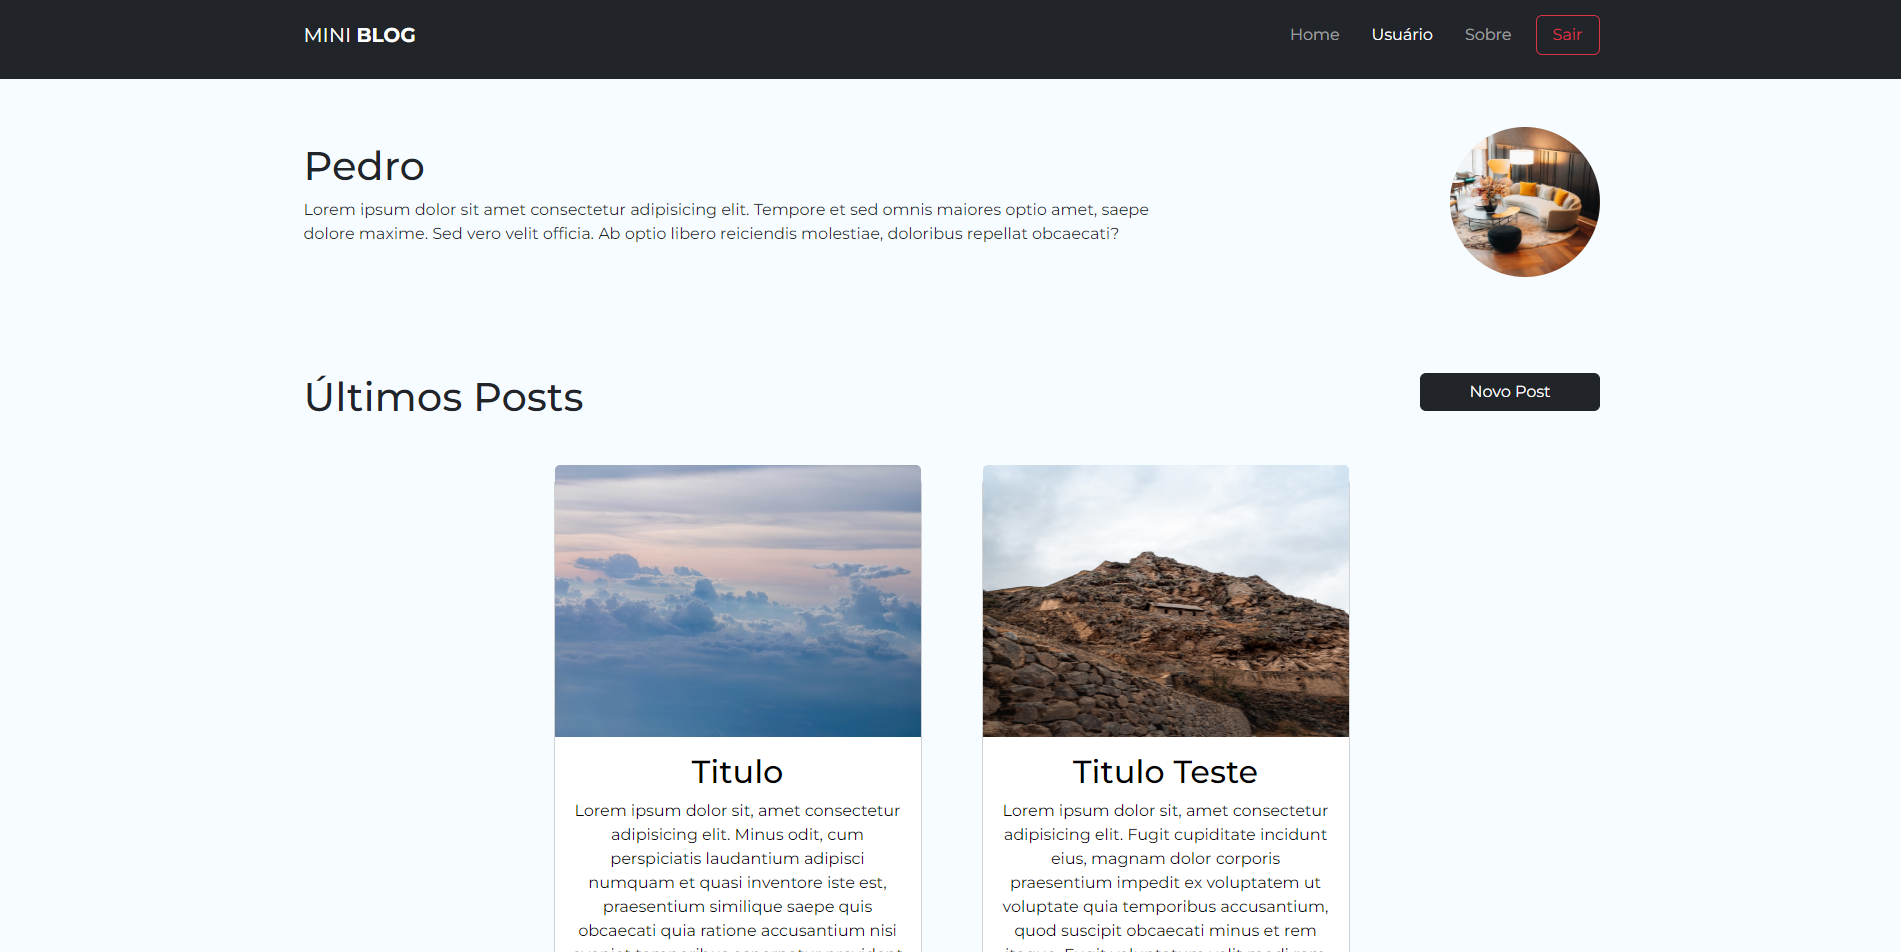 MINI BLOG
Home Usuário Sobre Sair
Pedro
Lorem ipsum dolor sit amet consectetur adipisicing elit. Tempore et sed omnis maiores optio amet, saepe
dolore maxime. Sed vero velit officia. Ab optio libero reiciendis molestiae, doloribus repellat obcaecati?
Últimos Posts
Novo Post
Titulo
Lorem ipsum dolor sit, amet consectetur
adipisicing elit. Minus odit, cum
perspiciatis laudantium adipisci
numquam et quasi inventore iste est,
praesentium similique saepe quis
obcaecati quia ratione accusantium nisi
Titulo Teste
Lorem ipsum dolor sit, amet consectetur
adipisicing elit. Fugit cupiditate incidunt
eius, magnam dolor corporis
praesentium impedit ex voluptatem ut
voluptate quia temporibus accusantium,
quod suscipit obcaecati minus et rem